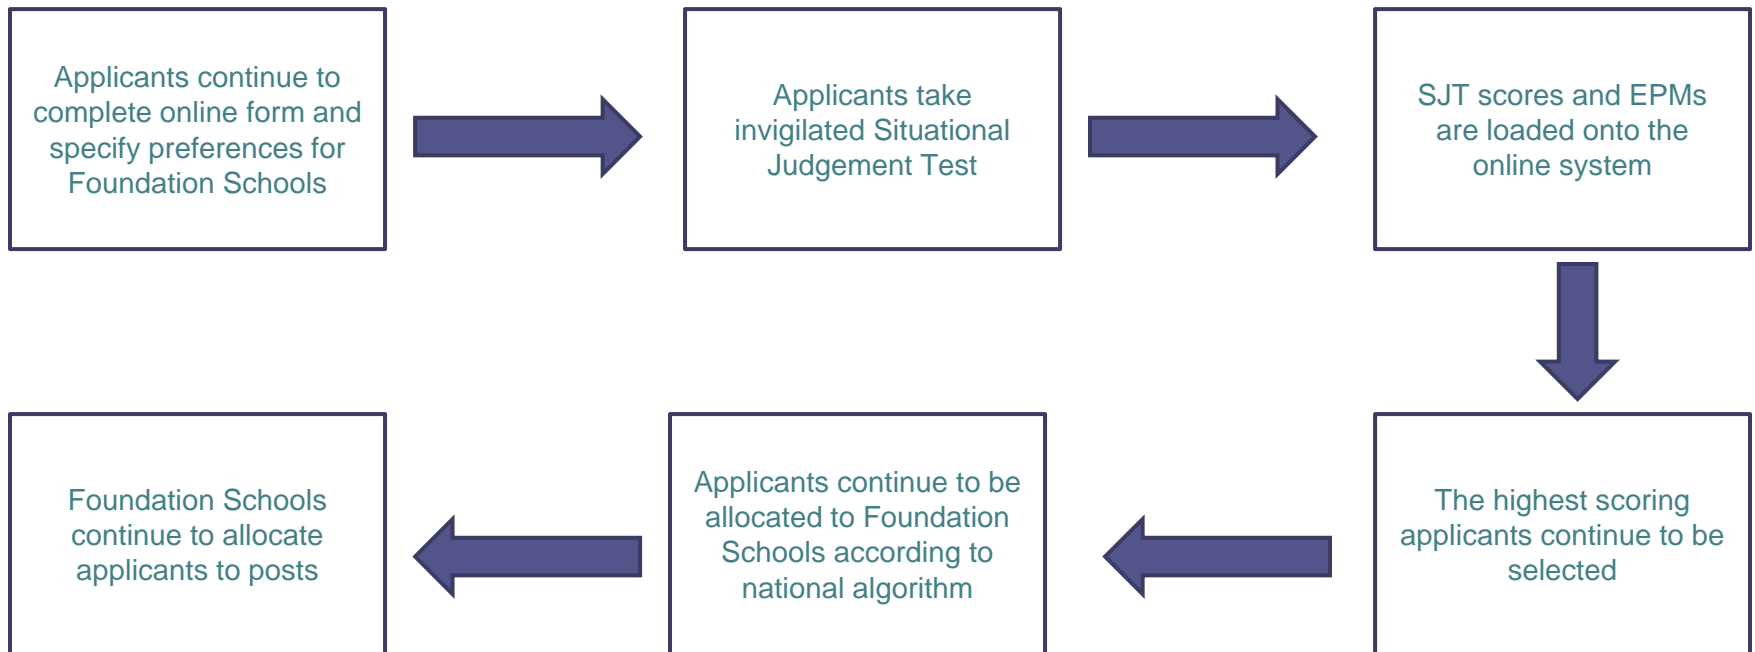 Applicants continue to
complete online form and
specify preferences for
Foundation Schools
Applicants take
invigilated Situational
Judgement Test
SJT scores and EPMs
are loaded onto the
online system
The highest scoring
applicants continue to be
selected
Applicants continue to be
allocated to Foundation
Schools according to
national algorithm
Foundation Schools
continue to allocate
applicants to posts